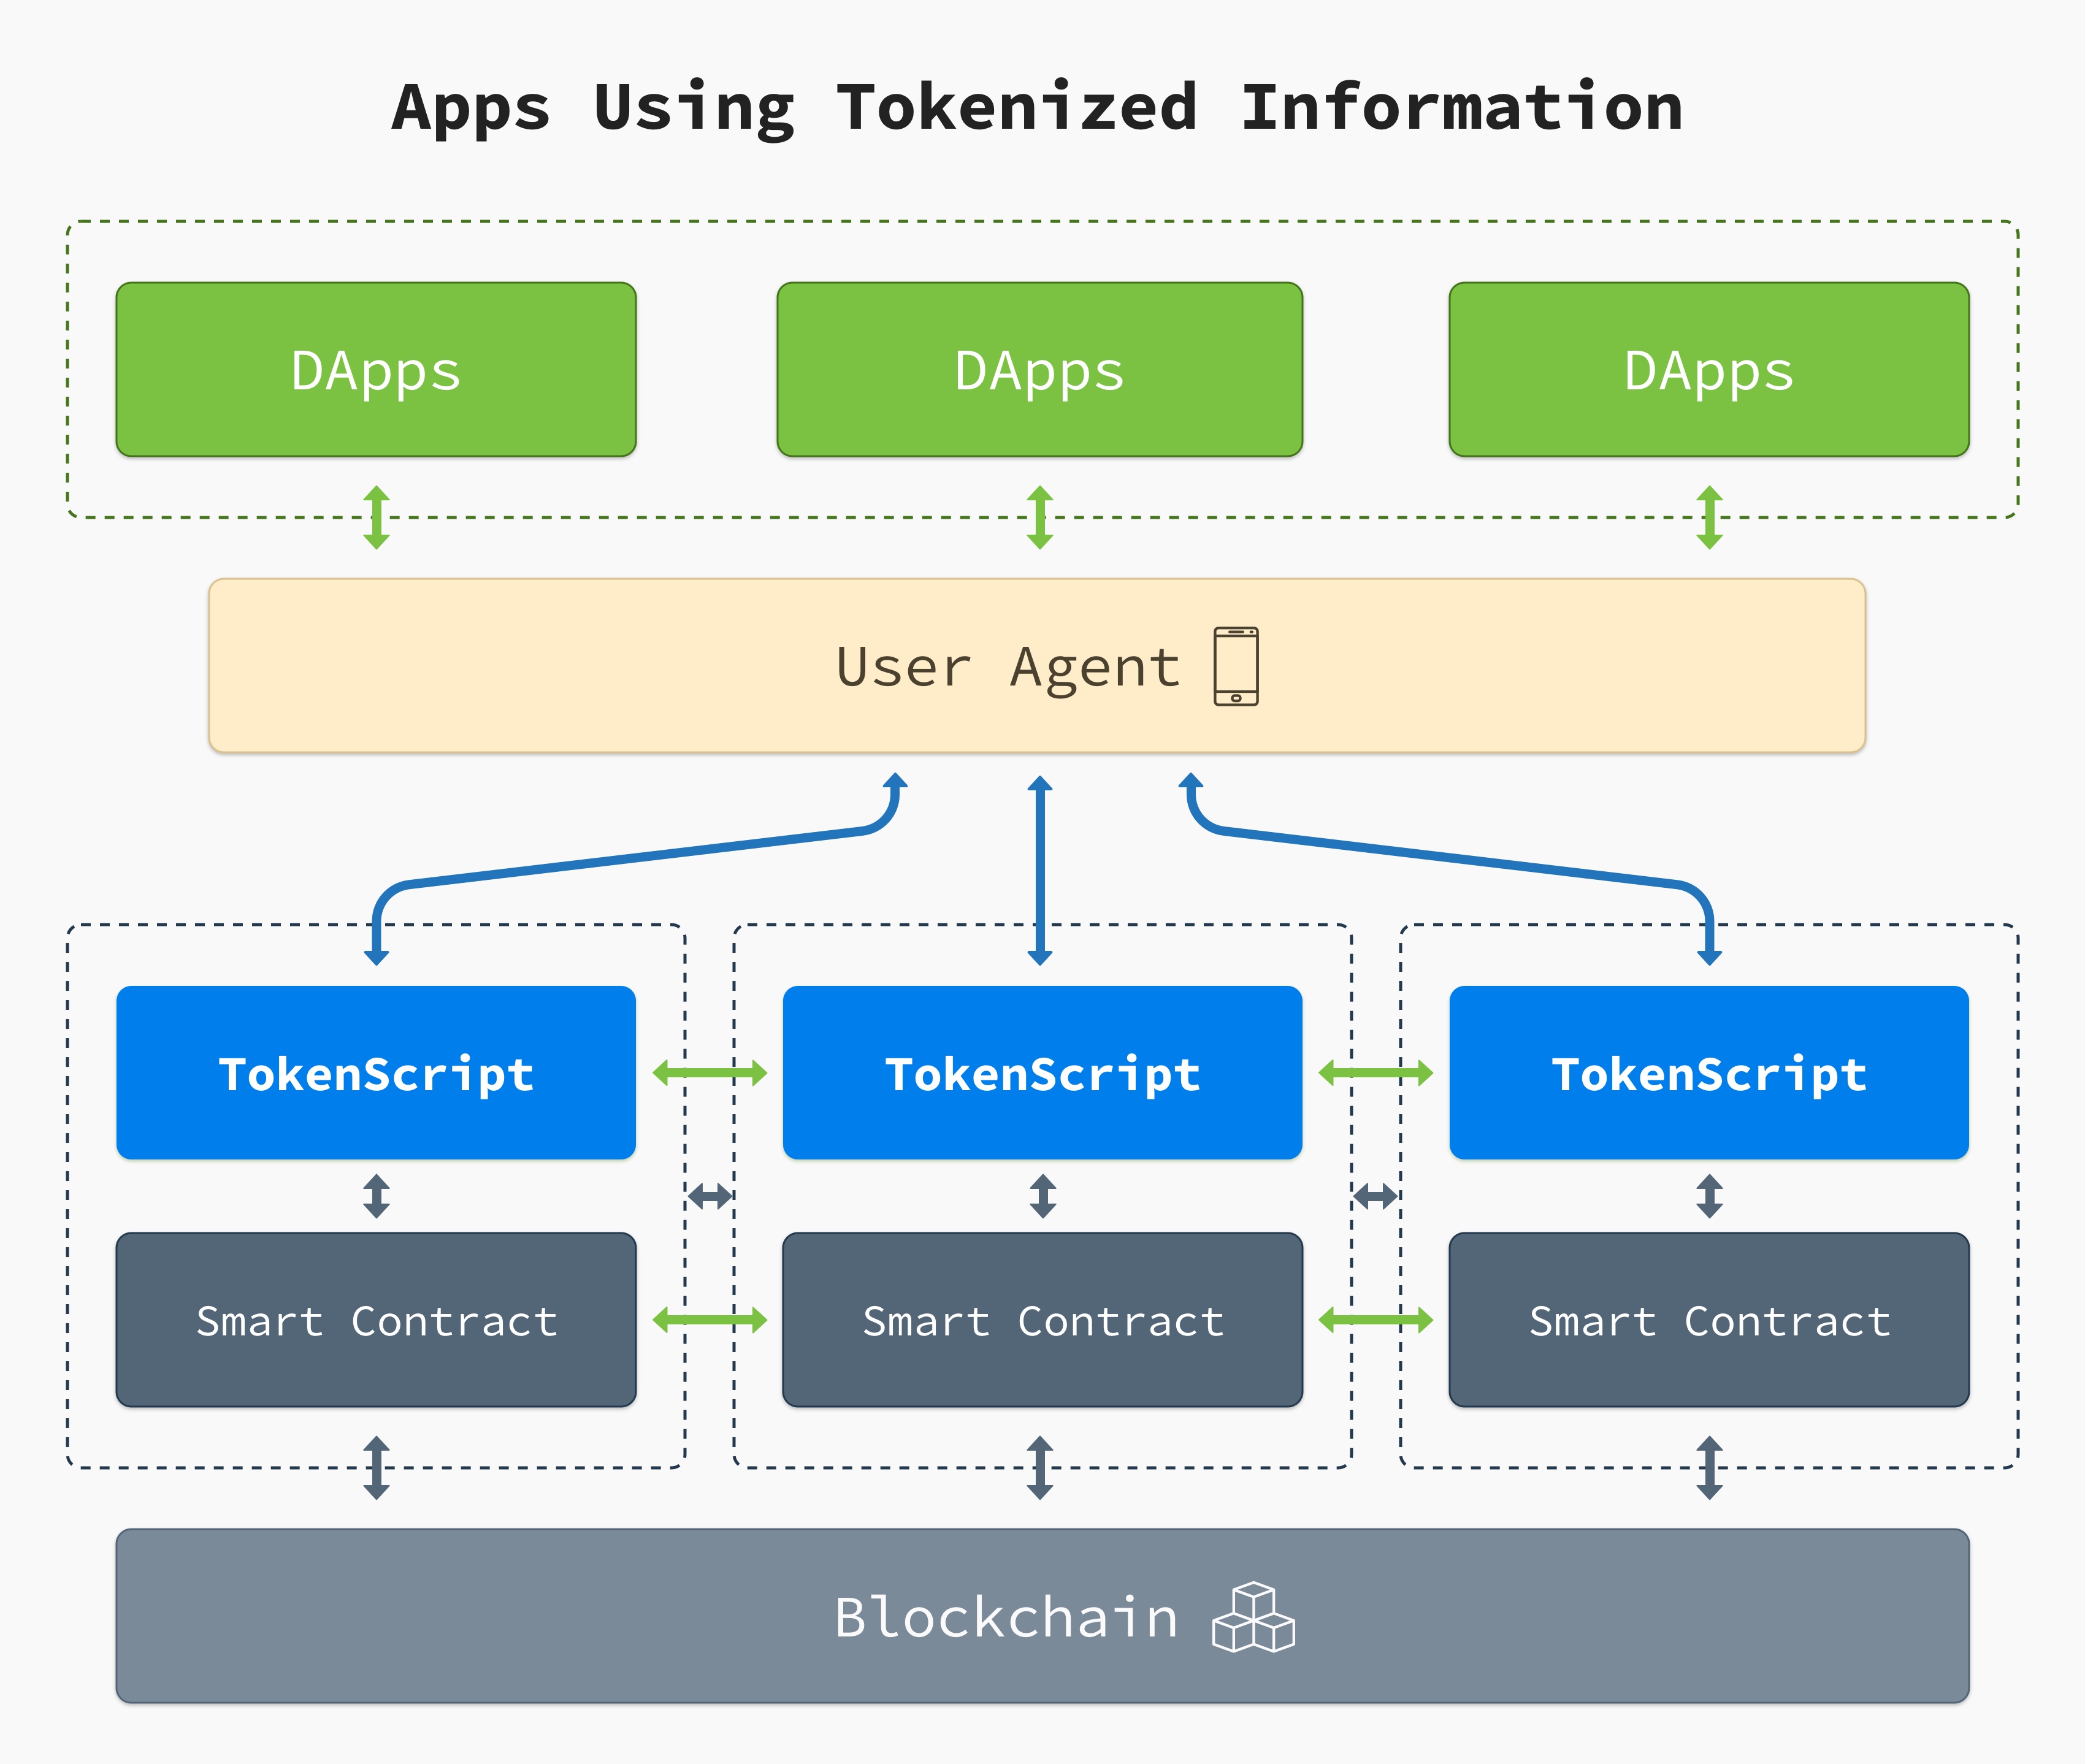 Apps Using Tokenized Information
DApps
DApps
DApps
User Agent
TokenScript
TokenScript
TokenScript
Smart Contract
Smart Contract
Smart Contract
Blockchain